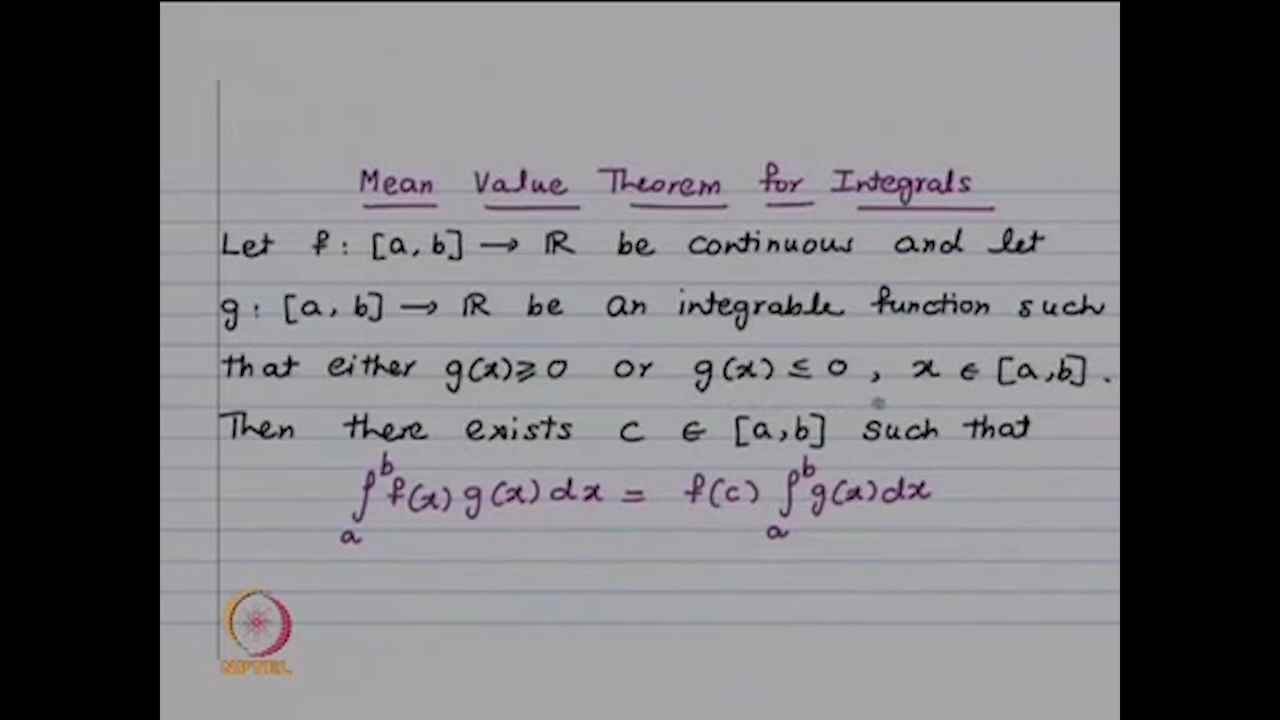 Mean Value Theorem for Integrals
Let f : [a, b] → ℝ be continuous and let
g : [a, b] → ℝ be an integrable function such
that either g(x) ≥ 0 or g(x) ≤ 0 , x ∈ [a,b] .
Then there exists c ∈ [a,b] such that
∫_a^b f(x) g(x) dx = f(c) ∫_a^b g(x) dx
NPTEL